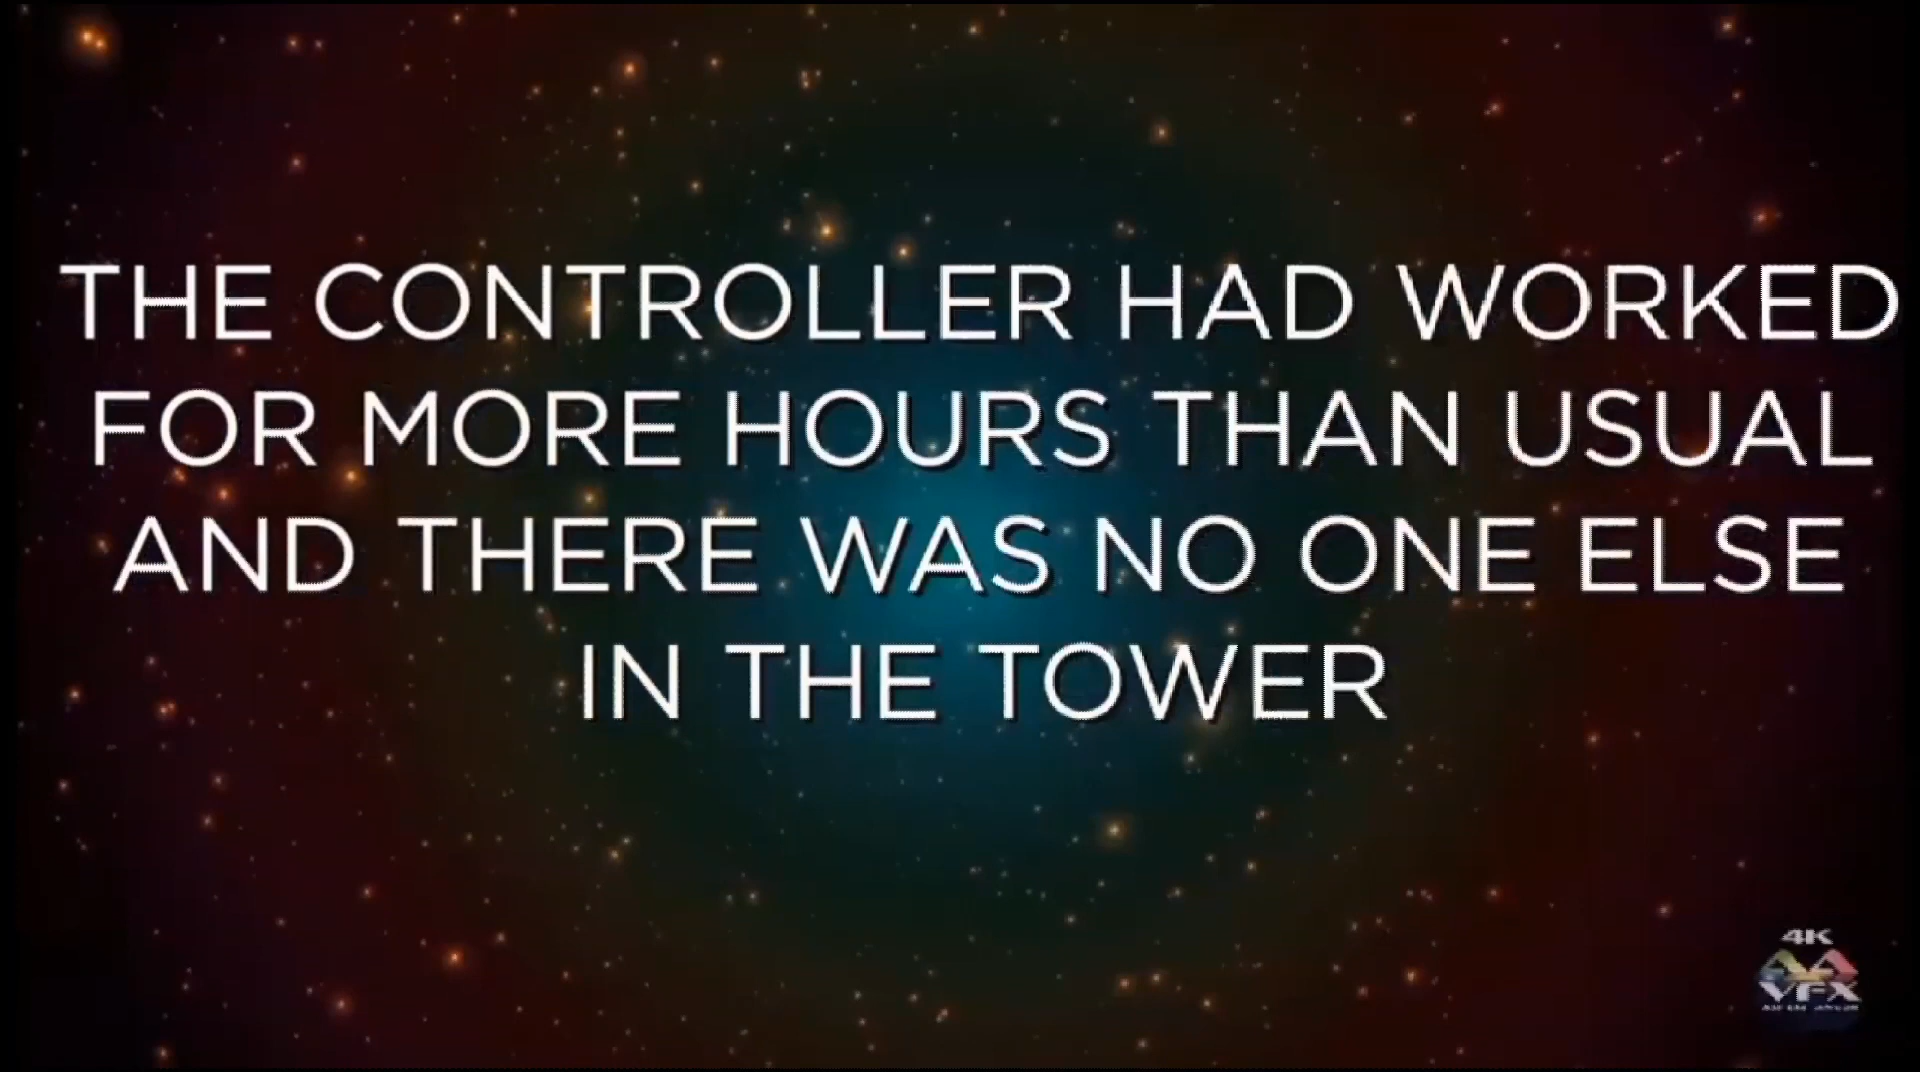 THE CONTROLLER HAD WORKED
FOR MORE HOURS THAN USUAL
AND THERE WAS NO ONE ELSE
IN THE TOWER
4K
AA
VFX